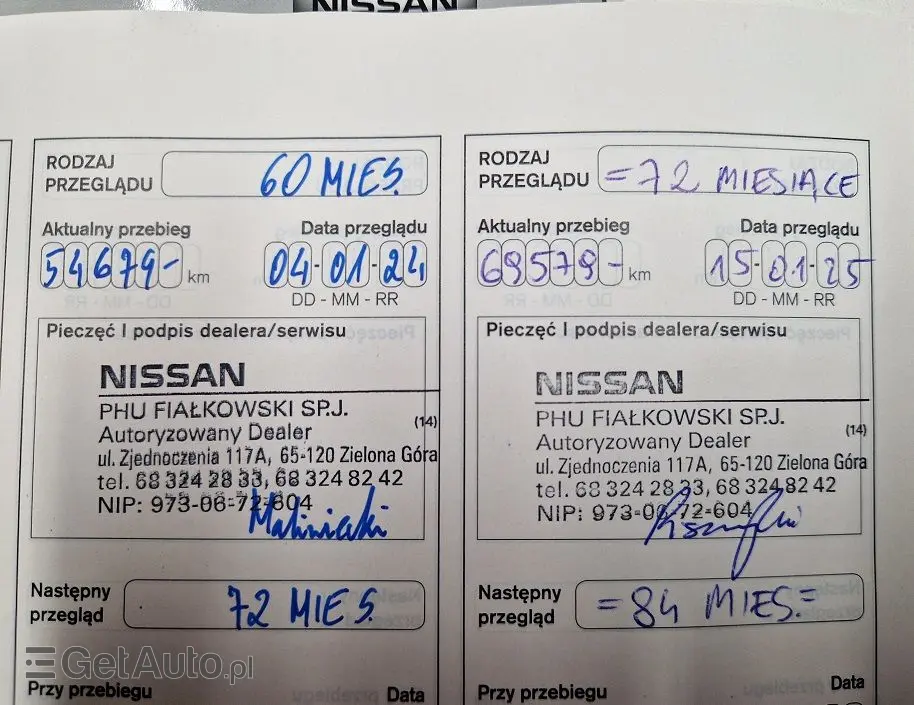 NISSAN
RODZAJ
PRZEGLĄDU
60 MIES.
Aktualny przebieg
Data przeglądu
54679- km
04-01-24
DD - MM - RR
Pieczęć I podpis dealera/serwisu
NISSAN
PHU FIAŁKOWSKI SP.J.
(14)
Autoryzowany Dealer
ul. Zjednoczenia 117A, 65-120 Zielona Góra
tel. 68 324 28 33, 68 324 82 42
NIP: 973-06-72-604
Następny
przegląd
72 MIES.
Przy przebiegu
Data
RODZAJ
PRZEGLĄDU
=72 MIESIĄCE
Aktualny przebieg
Data przeglądu
69579- km
15-01-25
DD - MM - RR
Pieczęć I podpis dealera/serwisu
NISSAN
PHU FIAŁKOWSKI SP.J.
(14)
Autoryzowany Dealer
ul. Zjednoczenia 117A, 65-120 Zielona Góra
tel. 68 324 28 33, 68 324 82 42
NIP: 973-06-72-604
Następny
przegląd
=84 MIES.=
Przy przebiegu
Data
GetAuto.pl